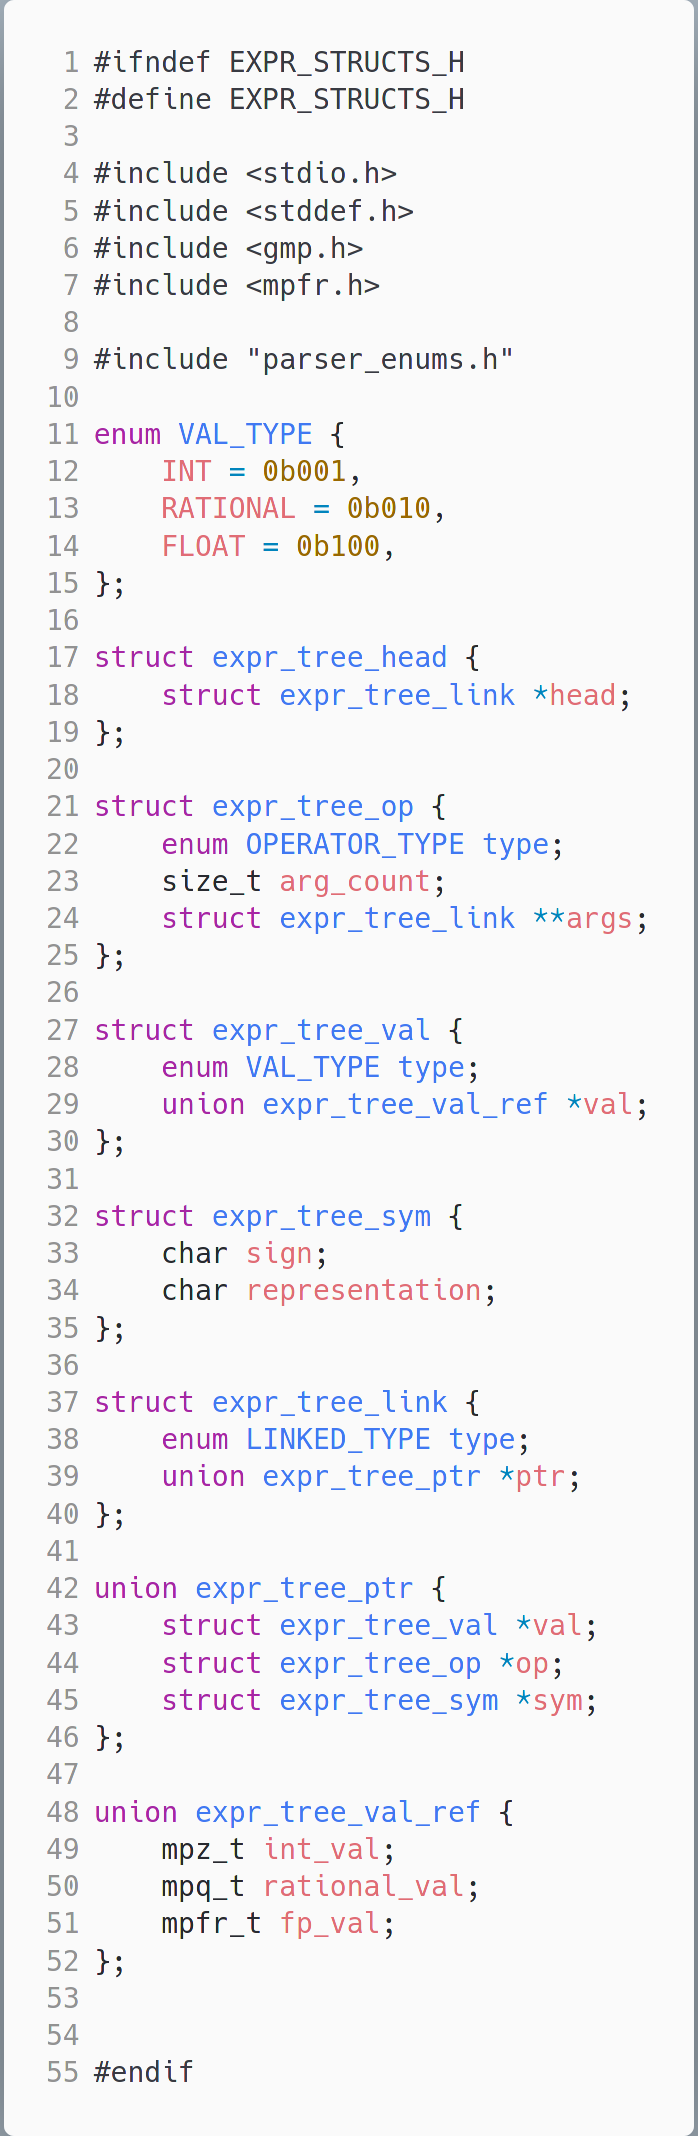 1 #ifndef EXPR_STRUCTS_H
2 #define EXPR_STRUCTS_H
3
4 #include <stdio.h>
5 #include <stddef.h>
6 #include <gmp.h>
7 #include <mpfr.h>
8
9 #include "parser_enums.h"
10
11 enum VAL_TYPE {
12     INT = 0b001,
13     RATIONAL = 0b010,
14     FLOAT = 0b100,
15 };
16
17 struct expr_tree_head {
18     struct expr_tree_link *head;
19 };
20
21 struct expr_tree_op {
22     enum OPERATOR_TYPE type;
23     size_t arg_count;
24     struct expr_tree_link **args;
25 };
26
27 struct expr_tree_val {
28     enum VAL_TYPE type;
29     union expr_tree_val_ref *val;
30 };
31
32 struct expr_tree_sym {
33     char sign;
34     char representation;
35 };
36
37 struct expr_tree_link {
38     enum LINKED_TYPE type;
39     union expr_tree_ptr *ptr;
40 };
41
42 union expr_tree_ptr {
43     struct expr_tree_val *val;
44     struct expr_tree_op *op;
45     struct expr_tree_sym *sym;
46 };
47
48 union expr_tree_val_ref {
49     mpz_t int_val;
50     mpq_t rational_val;
51     mpfr_t fp_val;
52 };
53
54
55 #endif